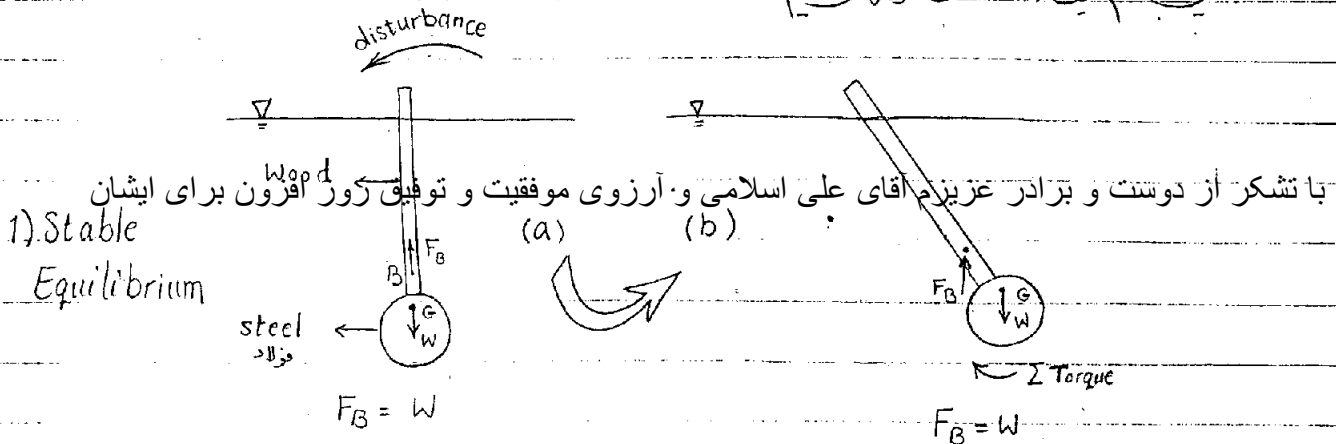 disturbance
Wood
با تشکر از دوست و برادر عزیزم آقای علی اسلامی و آرزوی موفقیت و توفیق روز افزون برای ایشان
1). Stable
Equilibrium
(a)
(b)
B
F_B
G
W
steel
فولاد
F_B = W
F_B
G
W
Σ Torque
F_B = W